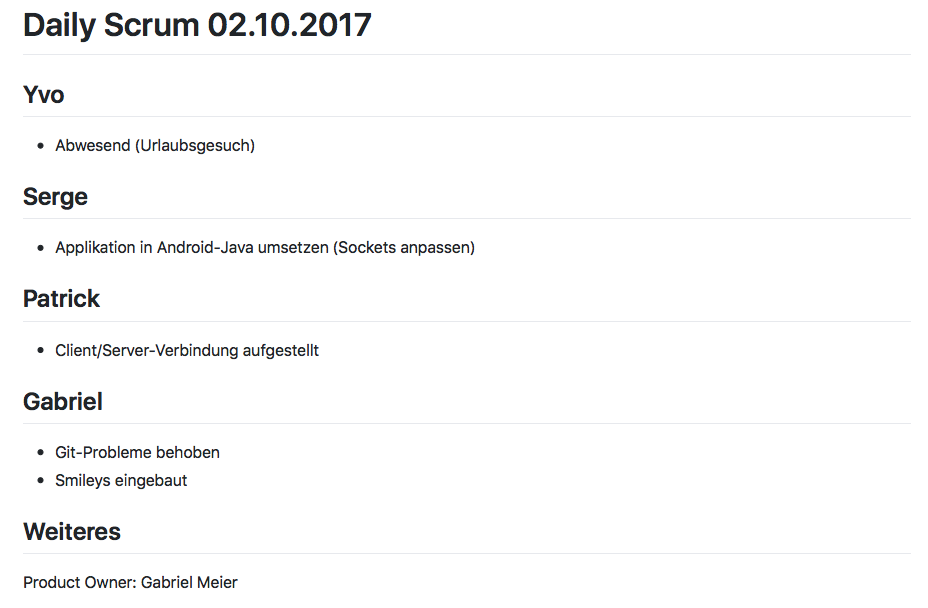 Daily Scrum 02.10.2017
Yvo
Abwesend (Urlaubsgesuch)
Serge
Applikation in Android-Java umsetzen (Sockets anpassen)
Patrick
Client/Server-Verbindung aufgestellt
Gabriel
Git-Probleme behoben
Smileys eingebaut
Weiteres
Product Owner: Gabriel Meier